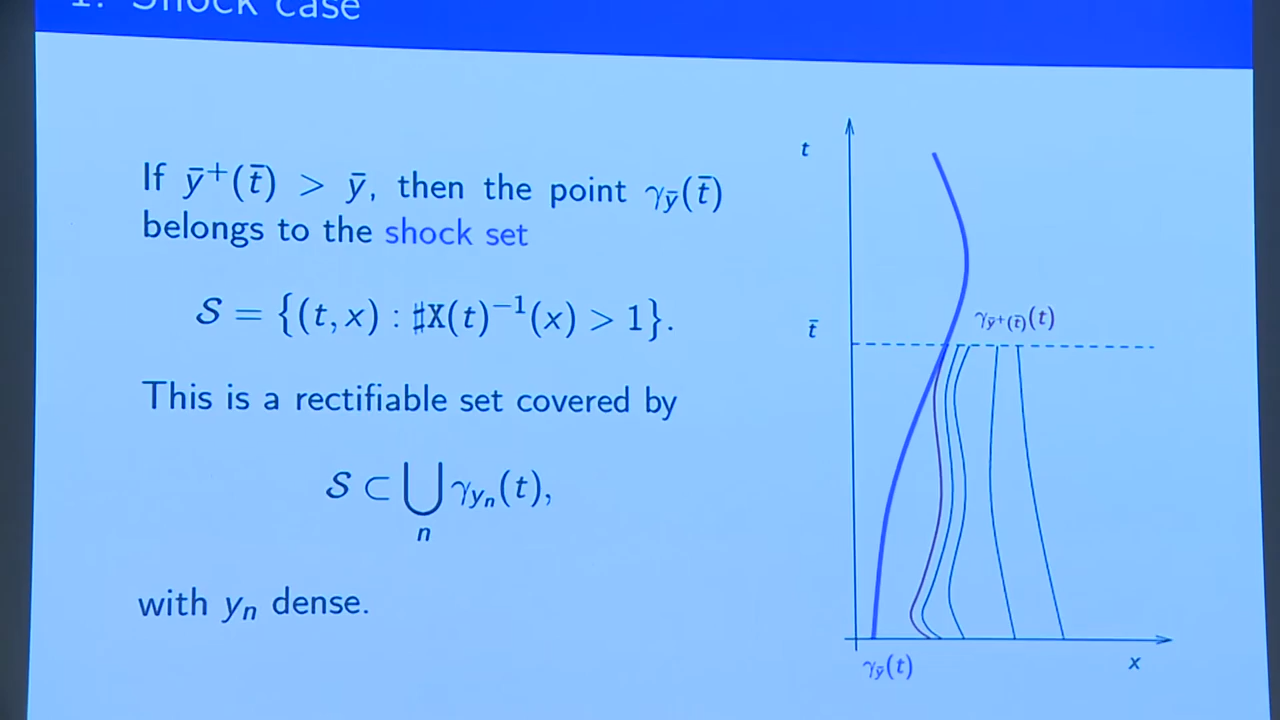 1. Shock case
If ȳ⁺(t̄) > ȳ, then the point γ_ȳ(t̄)
belongs to the shock set
𝒮 = {(t, x) : ♯X(t)⁻¹(x) > 1}.
This is a rectifiable set covered by
𝒮 ⊂ ⋃_n γ_{y_n}(t),
with y_n dense.
t
t̄
γ_{ȳ⁺(t̄)}(t)
γ_ȳ(t)
x